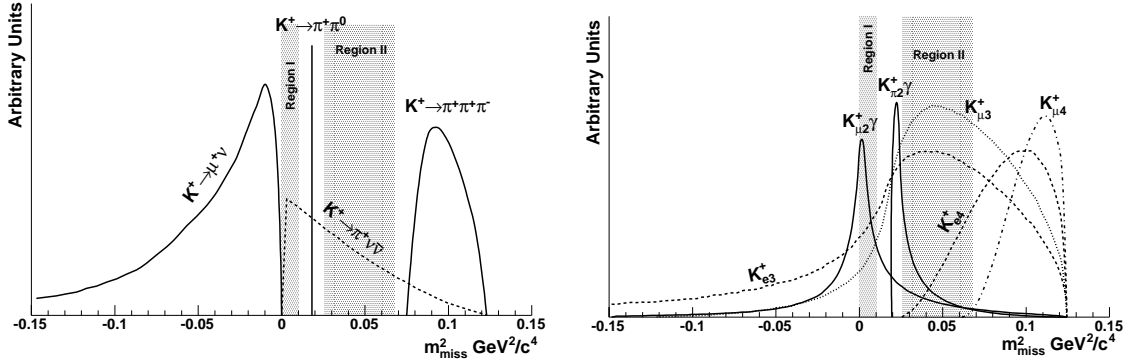 Arbitrary Units
K⁺→π⁺π⁰
Region I
Region II
K⁺→π⁺π⁺π⁻
K⁺→μ⁺ν
K⁺→π⁺νν̅
-0.15 -0.1 -0.05 0 0.05 0.1 0.15
m²miss GeV²/c⁴
Arbitrary Units
Region I
Region II
K⁺π2γ
K⁺μ2γ
K⁺μ3
K⁺μ4
K⁺e4
K⁺e3
-0.15 -0.1 -0.05 0 0.05 0.1 0.15
m²miss GeV²/c⁴